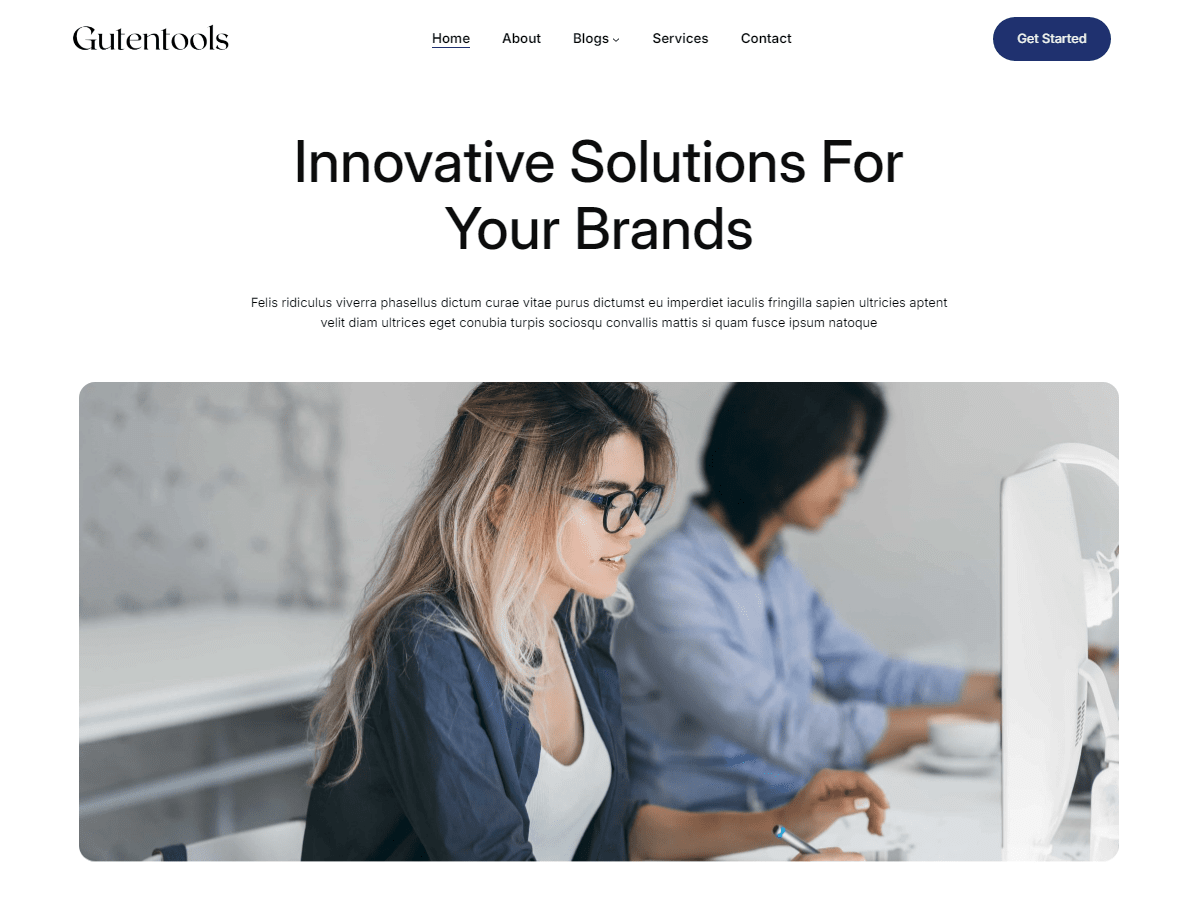 Gutentools
Home About Blogs Services Contact
Get Started
Innovative Solutions For
Your Brands
Felis ridiculus viverra phasellus dictum curae vitae purus dictumst eu imperdiet iaculis fringilla sapien ultricies aptent
velit diam ultrices eget conubia turpis sociosqu convallis mattis si quam fusce ipsum natoque